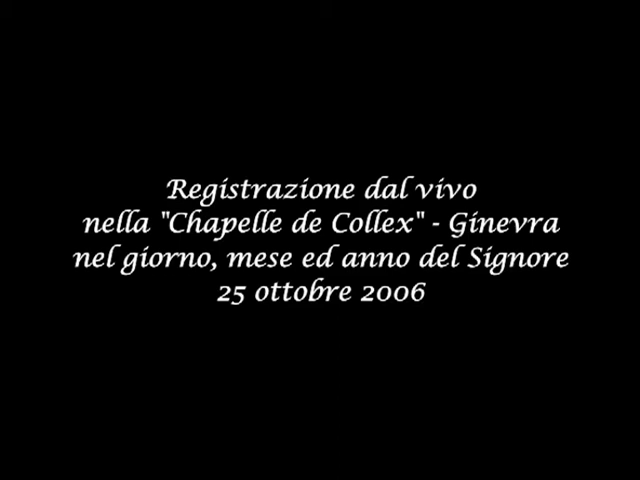 Registrazione dal vivo
nella "Chapelle de Collex" - Ginevra
nel giorno, mese ed anno del Signore
25 ottobre 2006